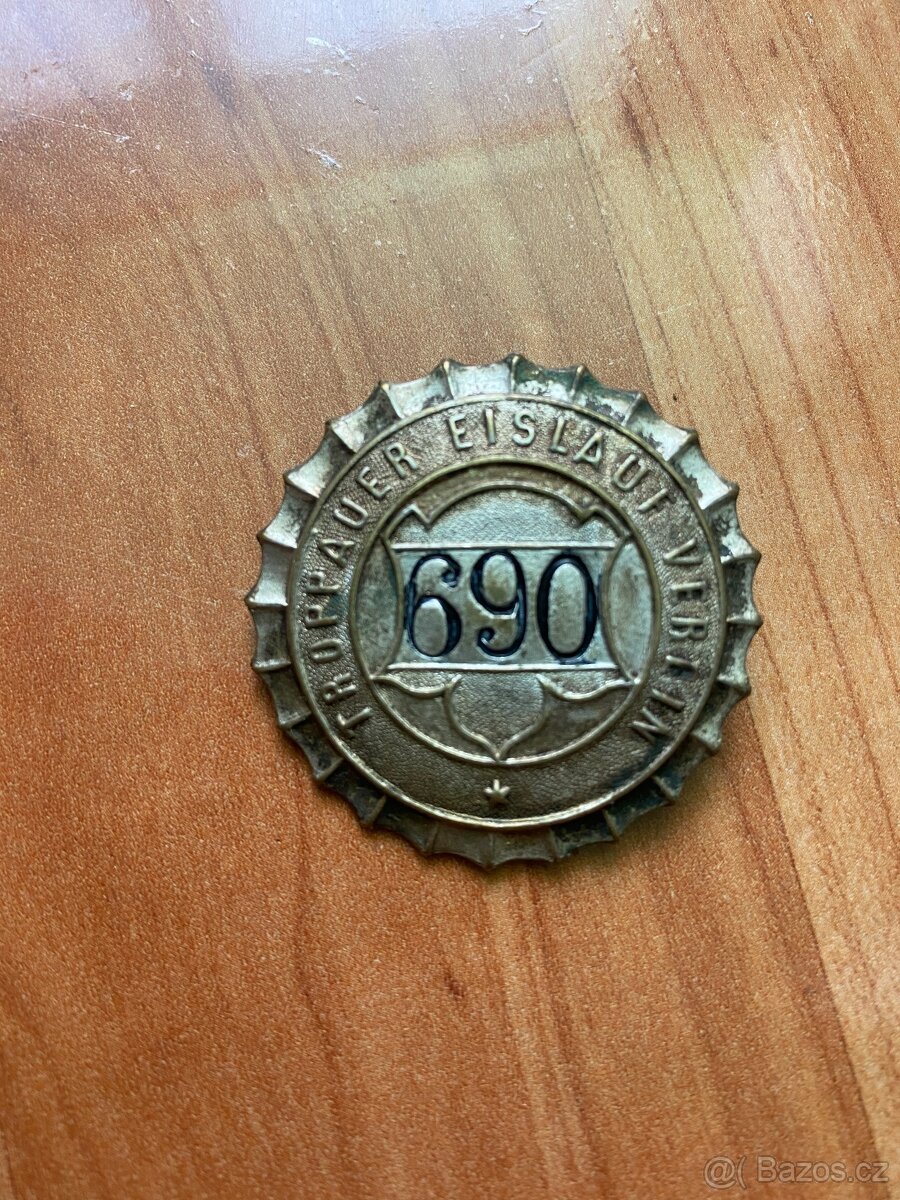 TROPPAUER EISLAUF VEREIN
690
@( Bazos.cz